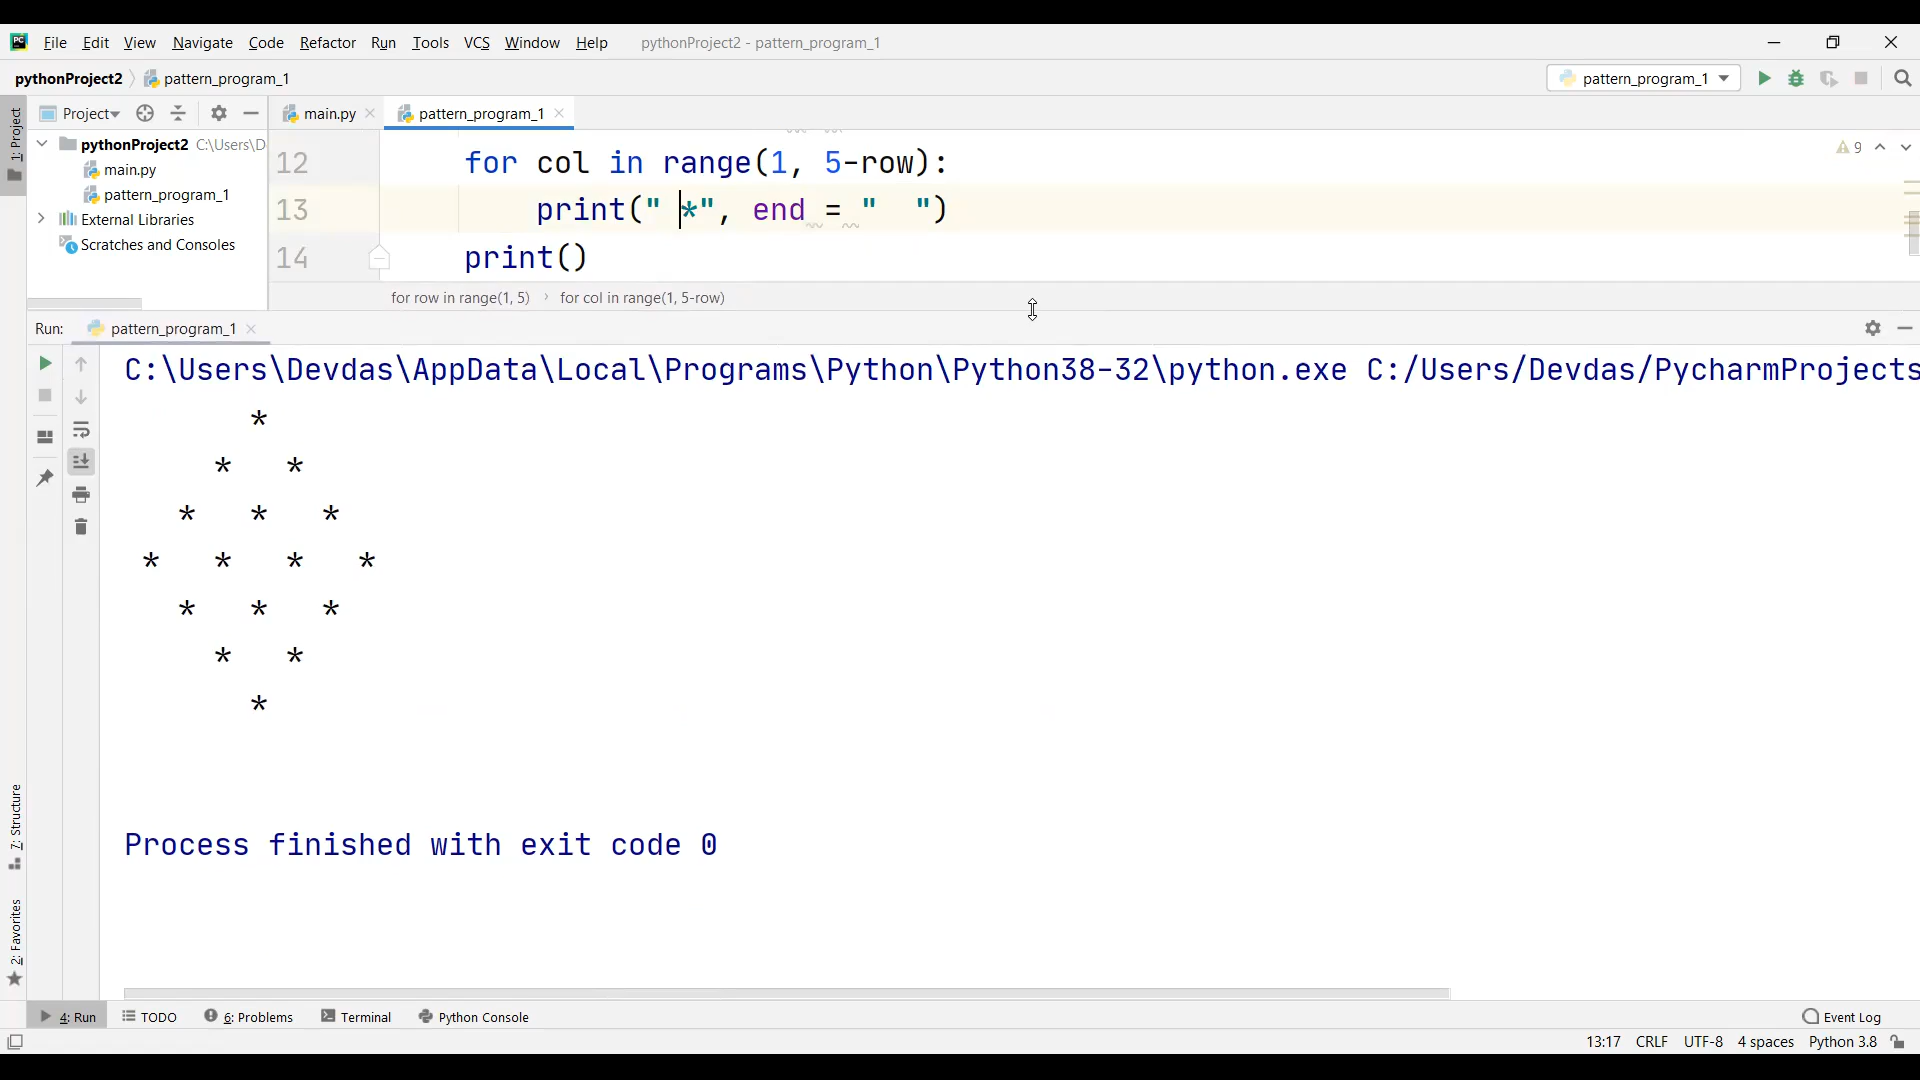 File Edit View Navigate Code Refactor Run Tools VCS Window Help pythonProject2 - pattern_program_1
pythonProject2 pattern_program_1 pattern_program_1
1: Project
Project main.py pattern_program_1
pythonProject2 C:\Users\D
main.py
pattern_program_1
External Libraries
Scratches and Consoles
12 for col in range(1, 5-row):
13 print(" *", end = "  ")
14 print()
9
for row in range(1, 5) › for col in range(1, 5-row)
Run: pattern_program_1
C:\Users\Devdas\AppData\Local\Programs\Python\Python38-32\python.exe C:/Users/Devdas/PycharmProjects
*
* *
* * *
* * * *
* * *
* *
*
Process finished with exit code 0
7: Structure
2: Favorites
4: Run TODO 6: Problems Terminal Python Console Event Log
13:17 CRLF UTF-8 4 spaces Python 3.8